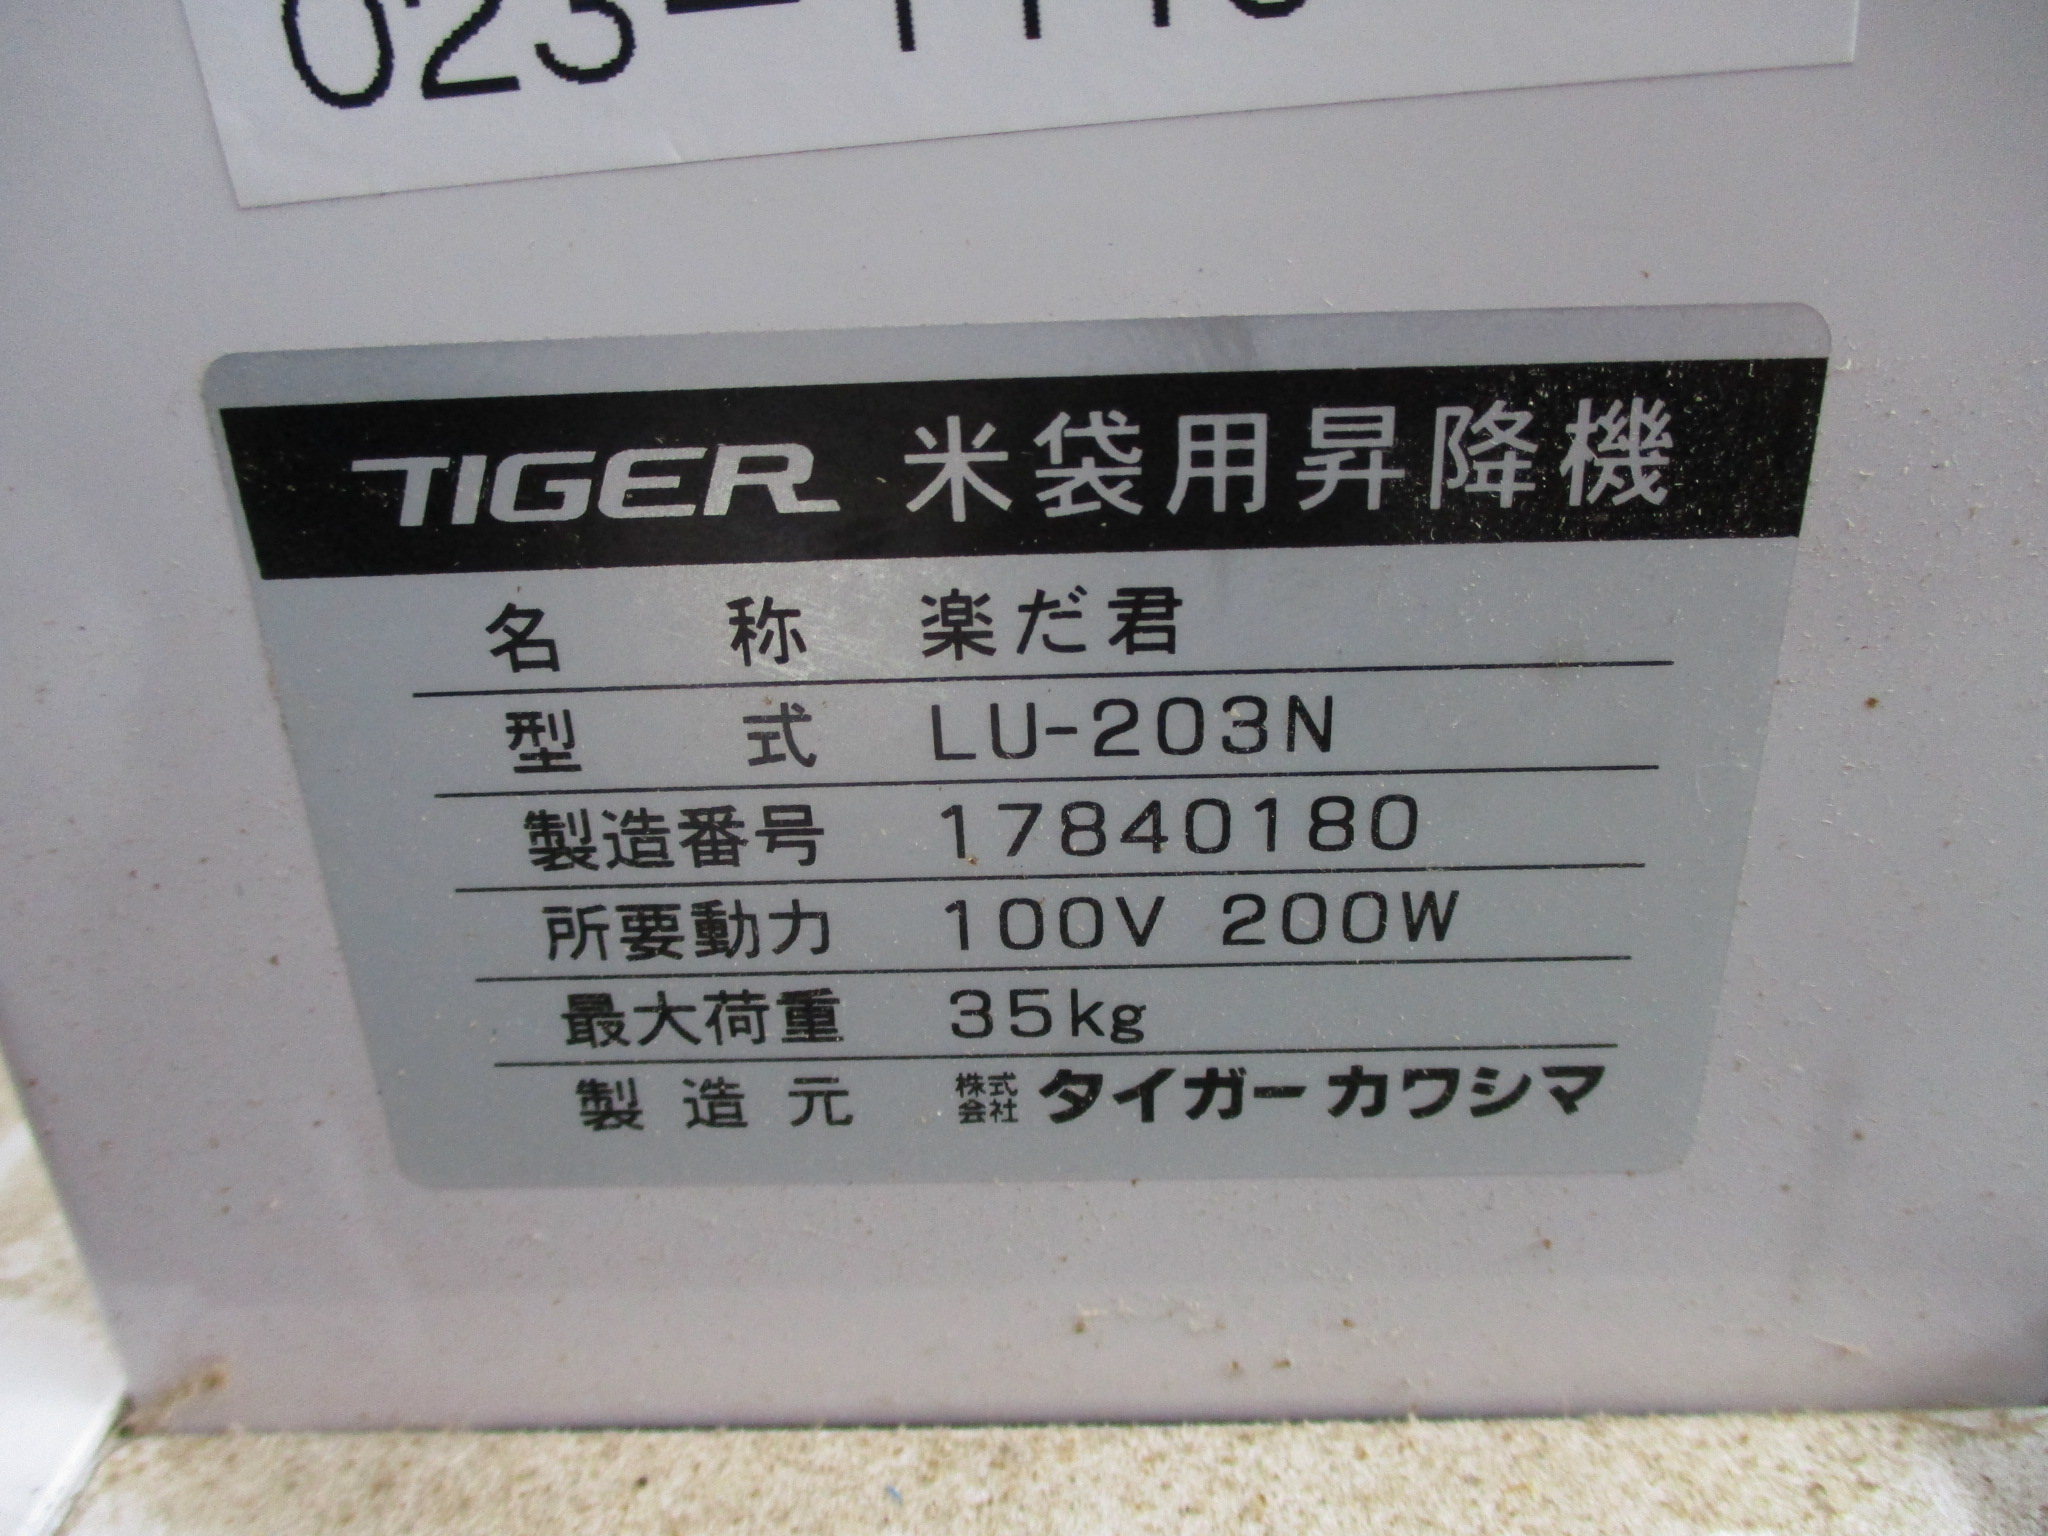 TIGER 米袋用昇降機
名称 楽だ君
型式 LU-203N
製造番号 17840180
所要動力 100V 200W
最大荷重 35kg
製造元 株式会社 タイガーカワシマ